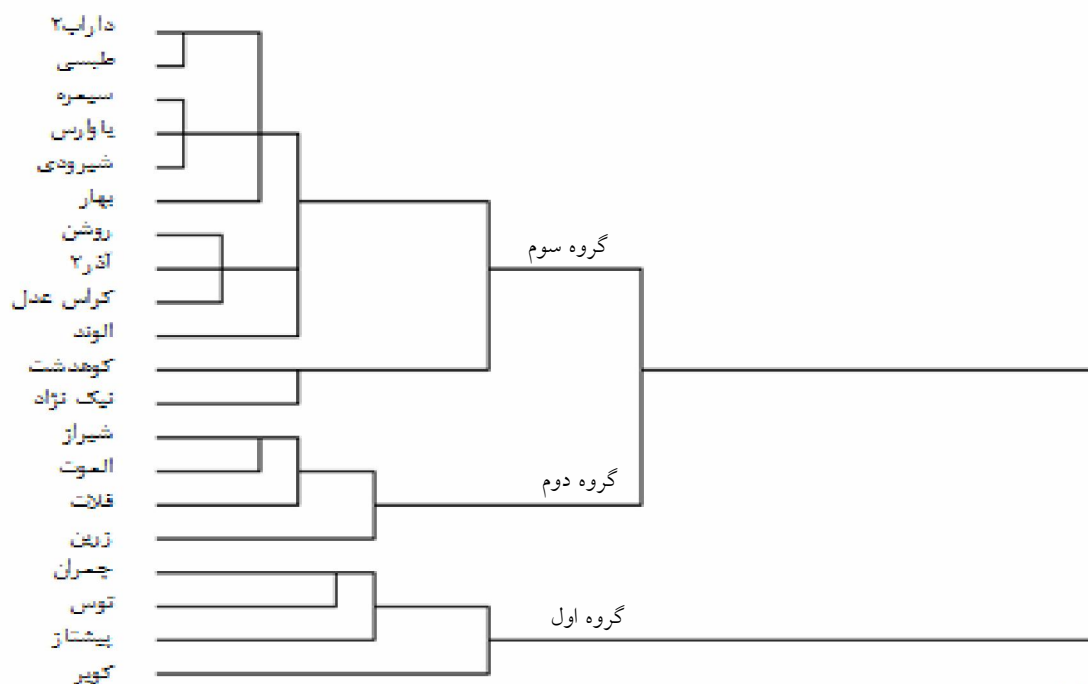 داراب۲
طبسی
سیمره
یاوارس
شیرودی
بهار
روشن
آذر۲
کراس عدل
الوند
کوهدشت
نیک نژاد
شیراز
الموت
فلات
زرین
چمران
توس
پیشتاز
کویر
گروه سوم
گروه دوم
گروه اول